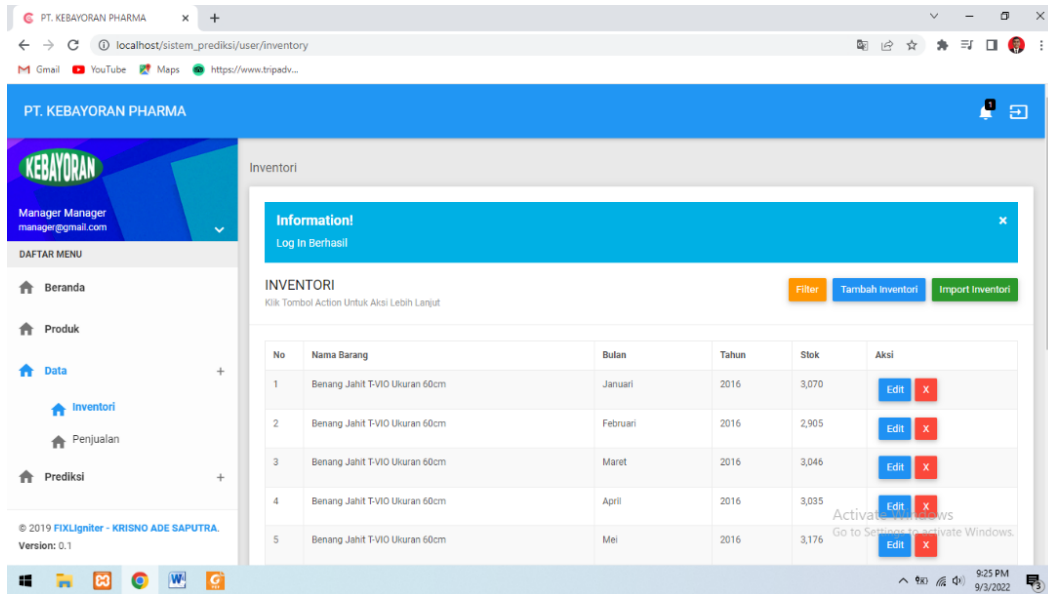 PT. KEBAYORAN PHARMA
localhost/sistem_prediksi/user/inventory
Gmail YouTube Maps https://www.tripadv...
PT. KEBAYORAN PHARMA
1
KEBAYORAN
Manager Manager
manager@gmail.com
DAFTAR MENU
Beranda
Produk
Data
Inventori
Penjualan
Prediksi
© 2019 FIXLIgniter - KRISNO ADE SAPUTRA.
Version: 0.1
Inventori
Information!
Log In Berhasil
INVENTORI
Klik Tombol Action Untuk Aksi Lebih Lanjut
Filter Tambah Inventori Import Inventori
No Nama Barang Bulan Tahun Stok Aksi
1 Benang Jahit T-VIO Ukuran 60cm Januari 2016 3,070 Edit X
2 Benang Jahit T-VIO Ukuran 60cm Februari 2016 2,905 Edit X
3 Benang Jahit T-VIO Ukuran 60cm Maret 2016 3,046 Edit X
4 Benang Jahit T-VIO Ukuran 60cm April 2016 3,035 Edit X
5 Benang Jahit T-VIO Ukuran 60cm Mei 2016 3,176 Edit X
Activate Windows
Go to Settings to activate Windows.
9:25 PM
9/3/2022
3